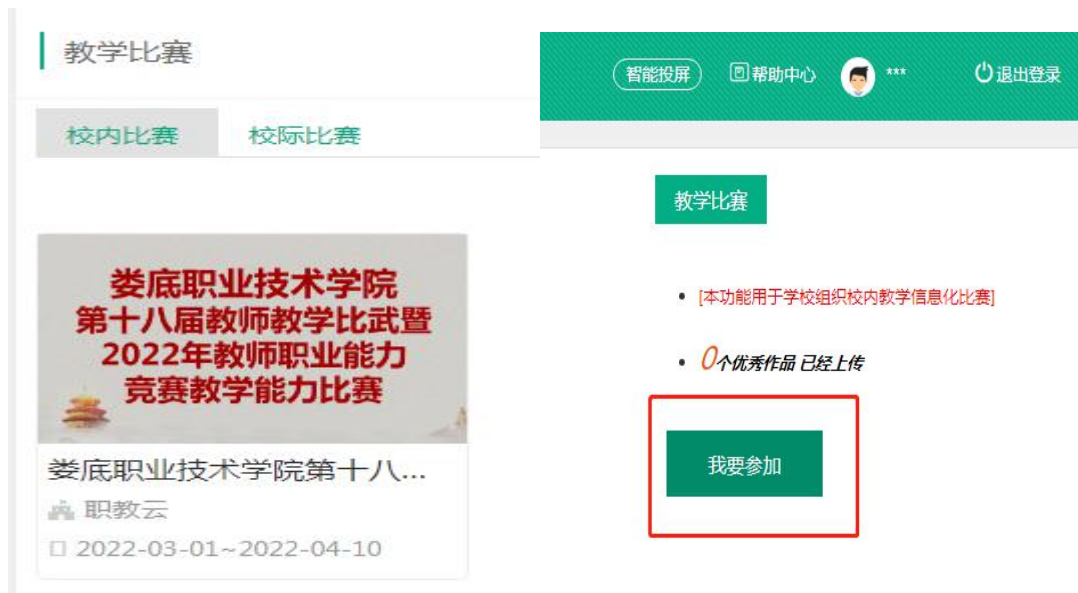 教学比赛
校内比赛 校际比赛
娄底职业技术学院
第十八届教师教学比武暨
2022年教师职业能力
竞赛教学能力比赛
娄底职业技术学院第十八...
职教云
2022-03-01~2022-04-10
智能投屏 帮助中心 *** 退出登录
教学比赛
[本功能用于学校组织校内教学信息化比赛]
0个优秀作品 已经上传
我要参加